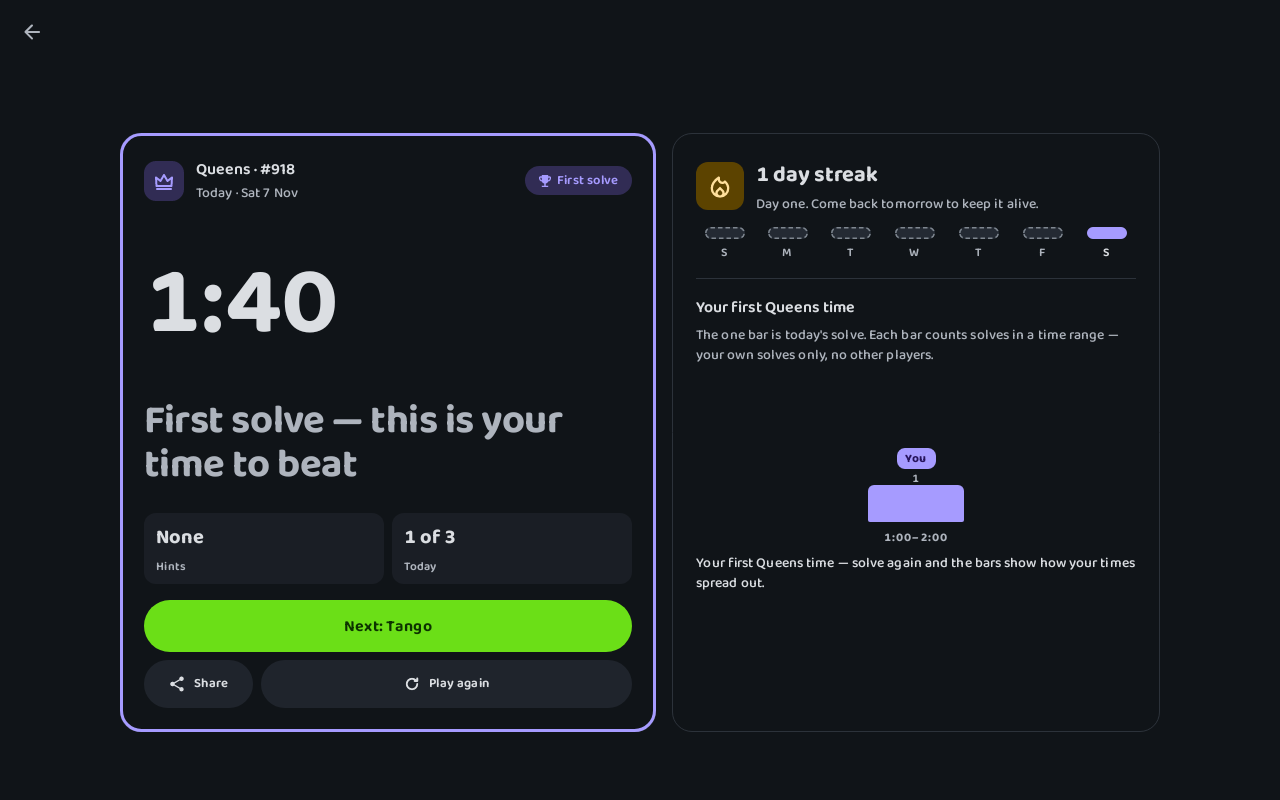 Queens · #918
Today · Sat 7 Nov
First solve
1:40
First solve — this is your
time to beat
None
Hints
1 of 3
Today
Next: Tango
Share
Play again
1 day streak
Day one. Come back tomorrow to keep it alive.
S M T W T F S
Your first Queens time
The one bar is today's solve. Each bar counts solves in a time range —
your own solves only, no other players.
You
1
1:00–2:00
Your first Queens time — solve again and the bars show how your times
spread out.